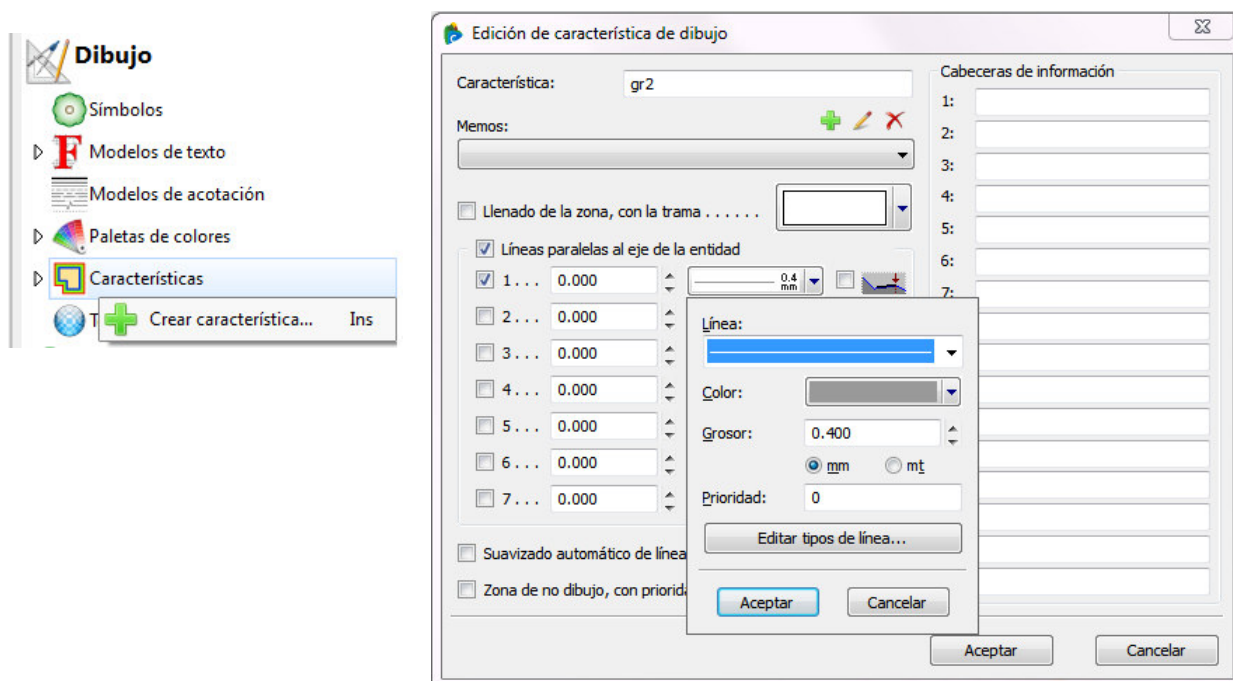 Dibujo
Símbolos
Modelos de texto
Modelos de acotación
Paletas de colores
Características
T
Crear característica... Ins
Edición de característica de dibujo
Característica: gr2
Memos:
Llenado de la zona, con la trama . . . . . .
Líneas paralelas al eje de la entidad
1 . . . 0.000 0.4 mm
2 . . . 0.000
3 . . . 0.000
4 . . . 0.000
5 . . . 0.000
6 . . . 0.000
7 . . . 0.000
Suavizado automático de línea
Zona de no dibujo, con priorida
Línea:
Color:
Grosor: 0.400
mm mt
Prioridad: 0
Editar tipos de línea...
Aceptar Cancelar
Cabeceras de información
1:
2:
3:
4:
5:
6:
7:
Aceptar Cancelar